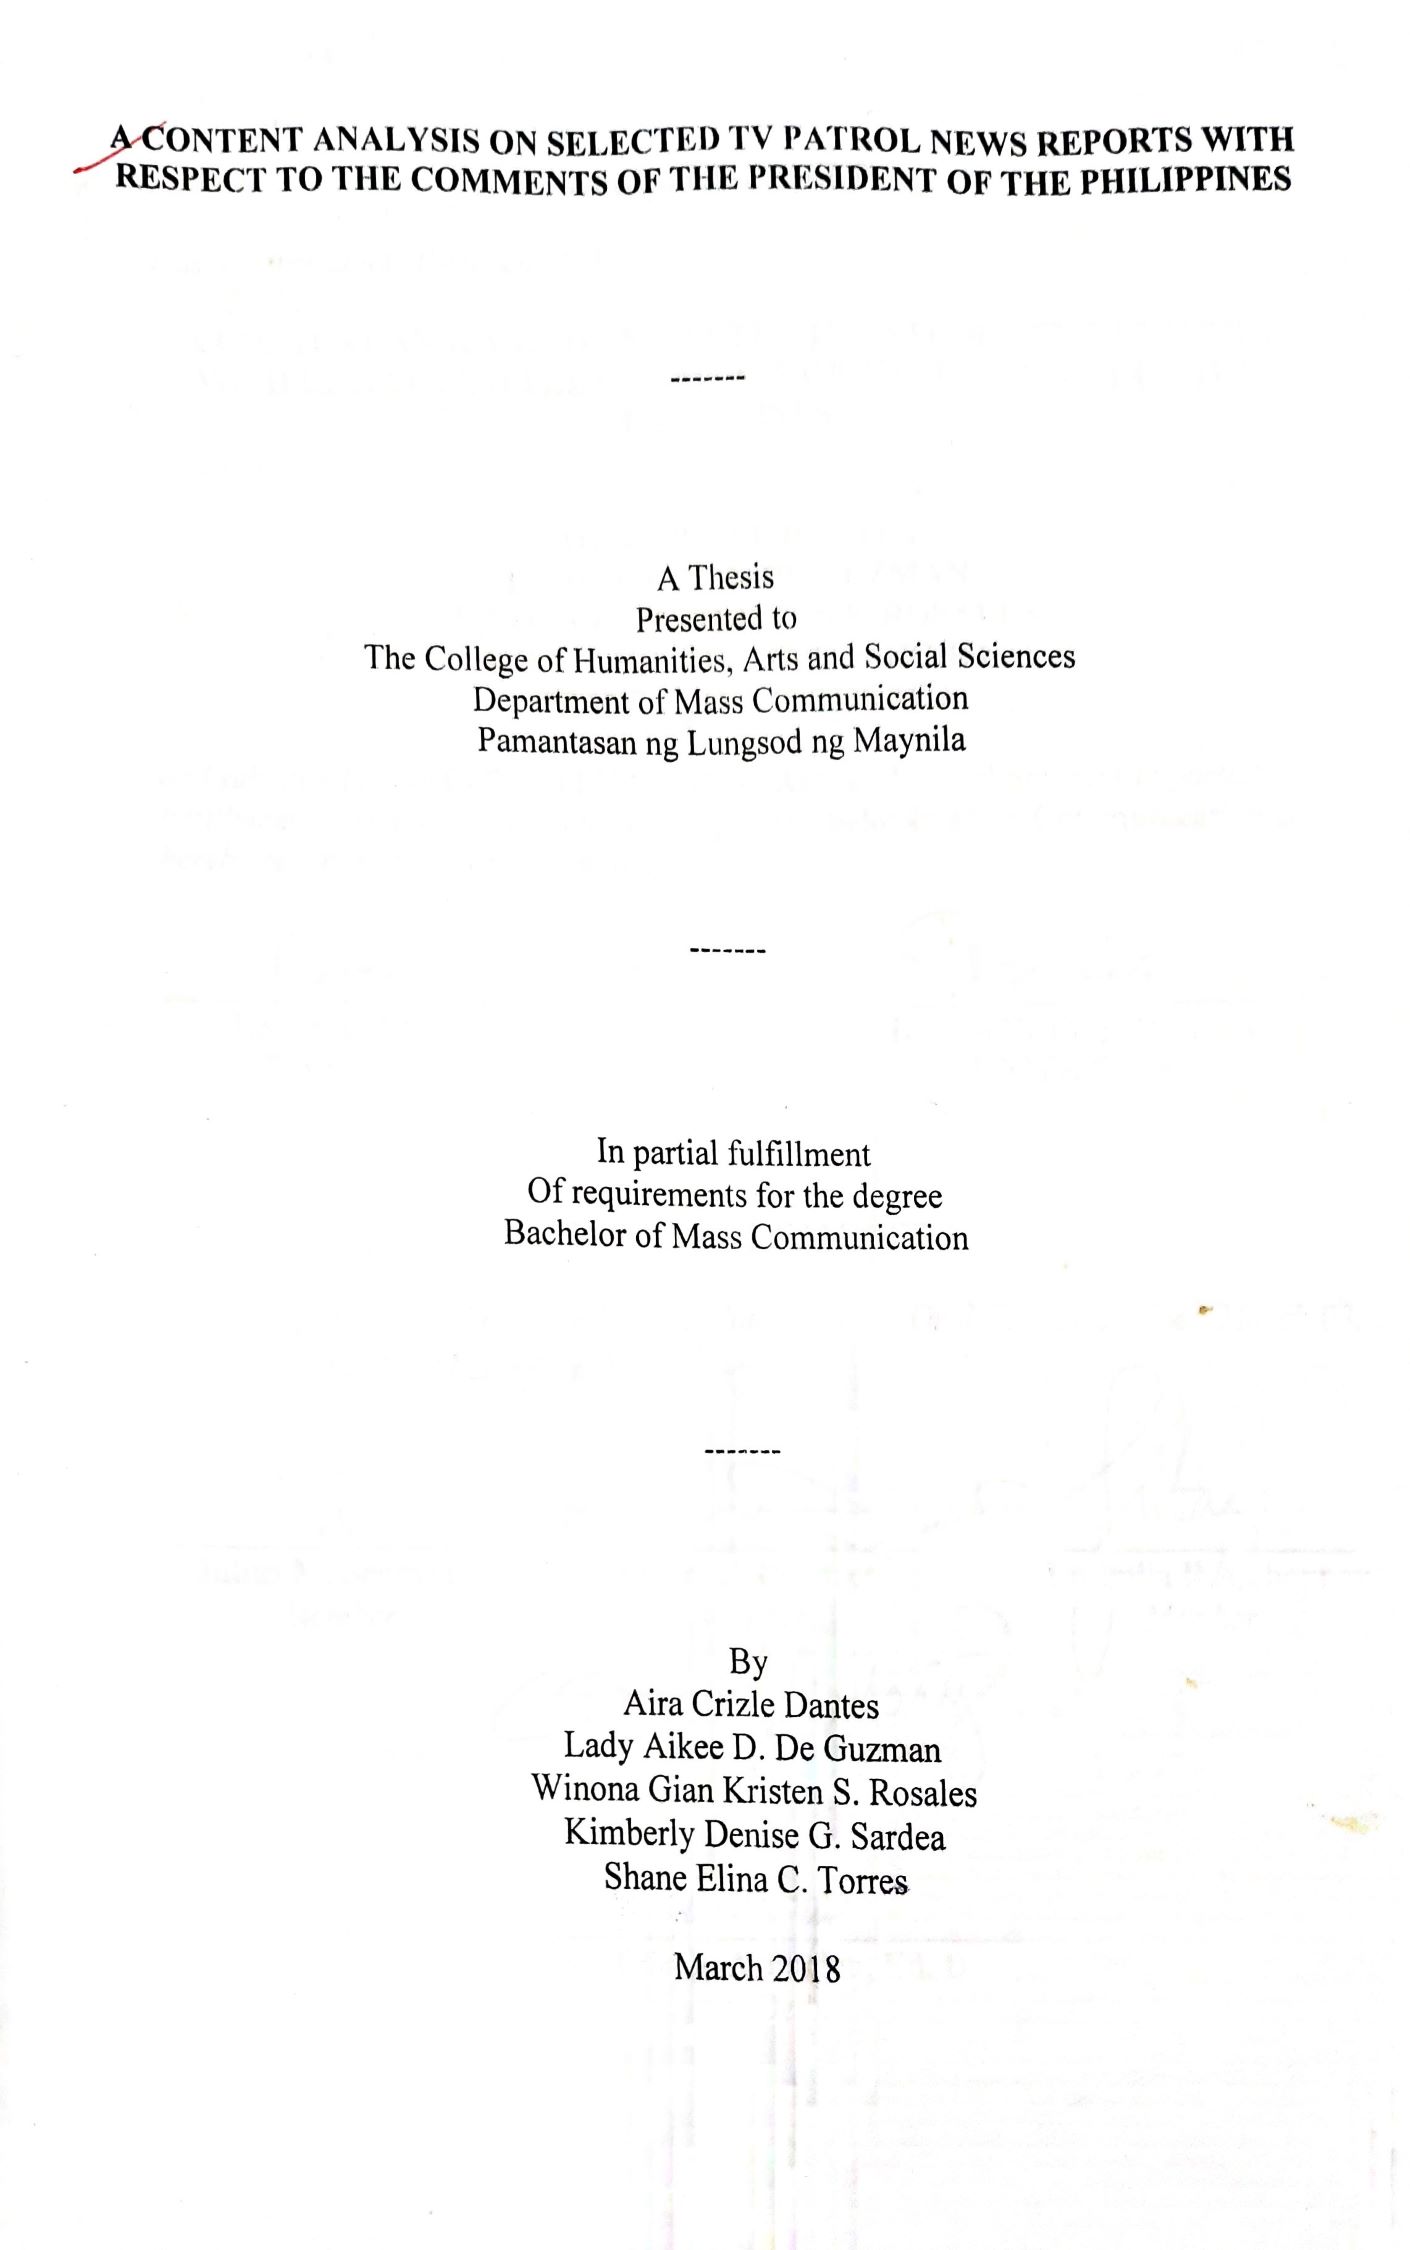 A CONTENT ANALYSIS ON SELECTED TV PATROL NEWS REPORTS WITH
RESPECT TO THE COMMENTS OF THE PRESIDENT OF THE PHILIPPINES
-------
A Thesis
Presented to
The College of Humanities, Arts and Social Sciences
Department of Mass Communication
Pamantasan ng Lungsod ng Maynila
-------
In partial fulfillment
Of requirements for the degree
Bachelor of Mass Communication
-------
By
Aira Crizle Dantes
Lady Aikee D. De Guzman
Winona Gian Kristen S. Rosales
Kimberly Denise G. Sardea
Shane Elina C. Torres
March 2018